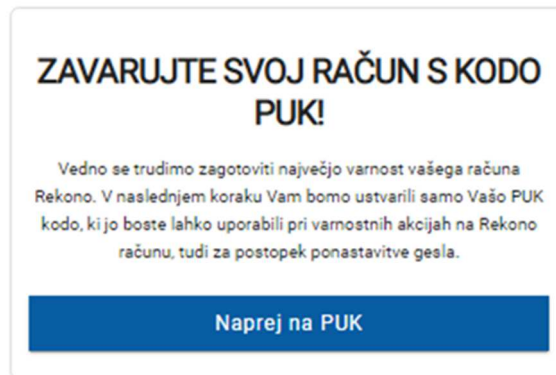 ZAVARUJTE SVOJ RAČUN S KODO
PUK!
Vedno se trudimo zagotoviti največjo varnost vašega računa
Rekono. V naslednjem koraku Vam bomo ustvarili samo Vašo PUK
kodo, ki jo boste lahko uporabili pri varnostnih akcijah na Rekono
računu, tudi za postopek ponastavitve gesla.
Naprej na PUK